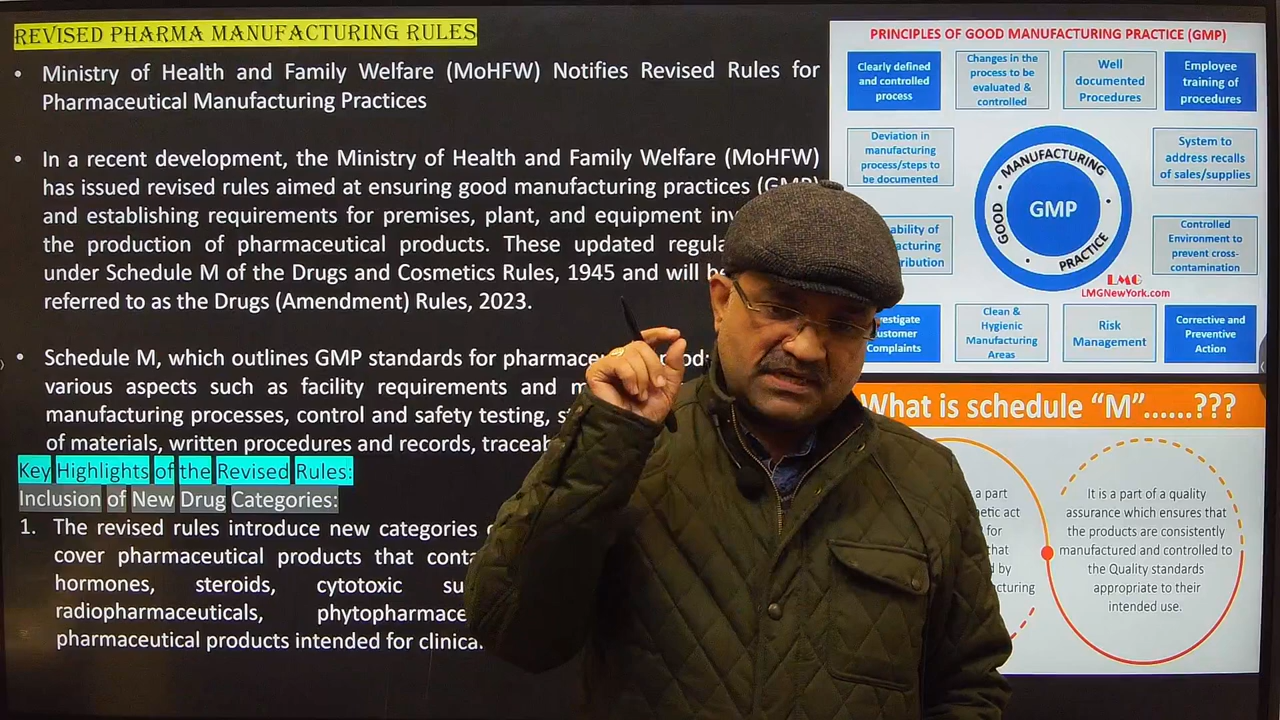 REVISED PHARMA MANUFACTURING RULES
• Ministry of Health and Family Welfare (MoHFW) Notifies Revised Rules for
Pharmaceutical Manufacturing Practices
• In a recent development, the Ministry of Health and Family Welfare (MoHFW)
has issued revised rules aimed at ensuring good manufacturing practices (GMP)
and establishing requirements for premises, plant, and equipment
the production of pharmaceutical products. These updated
under Schedule M of the Drugs and Cosmetics Rules, 1945 and will
referred to as the Drugs (Amendment) Rules, 2023.
• Schedule M, which outlines GMP standards for
various aspects such as facility requirements and
manufacturing processes, control and safety testing,
of materials, written procedures and records,
Key Highlights of the Revised Rules:
Inclusion of New Drug Categories:
1. The revised rules introduce new categories
cover pharmaceutical products that
hormones, steroids, cytotoxic
radiopharmaceuticals,
pharmaceutical products intended for
PRINCIPLES OF GOOD MANUFACTURING PRACTICE (GMP)
Clearly defined
and controlled
process
Changes in the
process to be
evaluated &
controlled
Well
documented
Procedures
Employee
training of
procedures
Deviation in
manufacturing
process/steps to
be documented
System to
address recalls
of sales/supplies
GOOD MANUFACTURING PRACTICE
GMP
Controlled
Environment to
prevent cross-
contamination
LMG
LMGNewYork.com
Complaints
Clean &
Hygienic
Manufacturing
Areas
Risk
Management
Corrective and
Preventive
Action
What is schedule “M”......???
a part
act
for
that
by
It is a part of a quality
assurance which ensures that
the products are consistently
manufactured and controlled to
the Quality standards
appropriate to their
intended use.